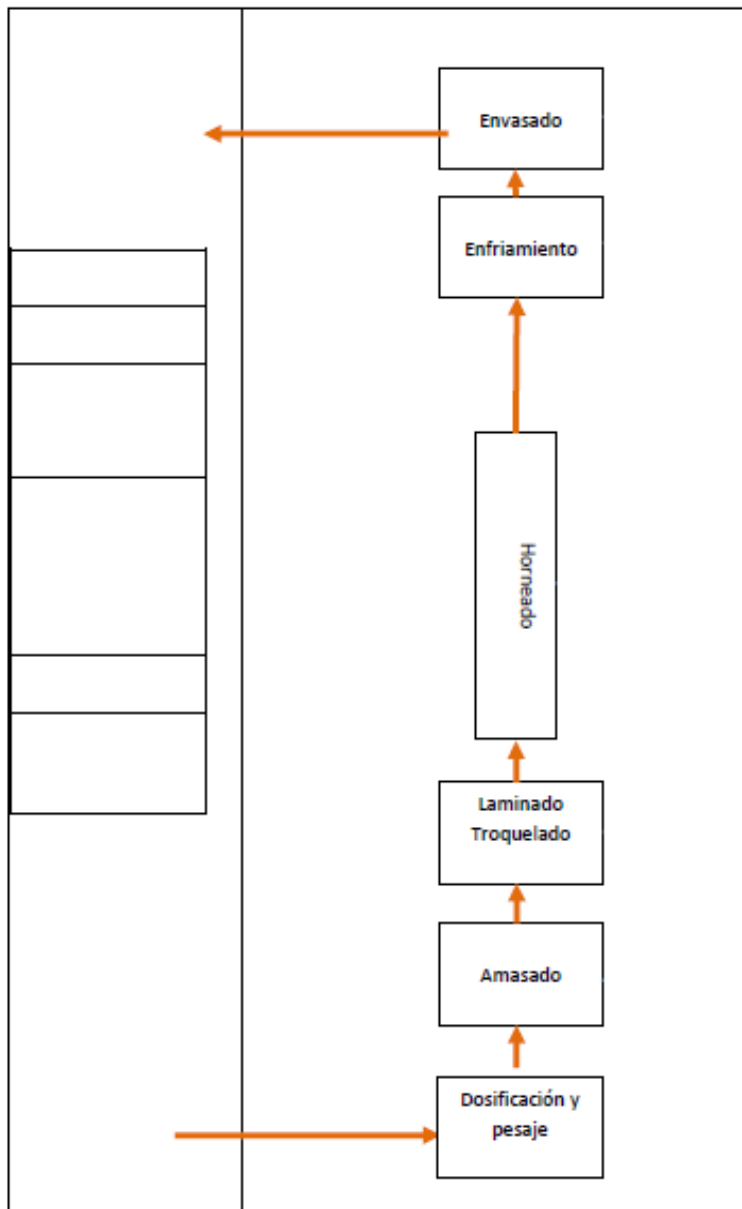 Envasado
Enfriamiento
Horneado
Laminado
Troquelado
Amasado
Dosificación y
pesaje